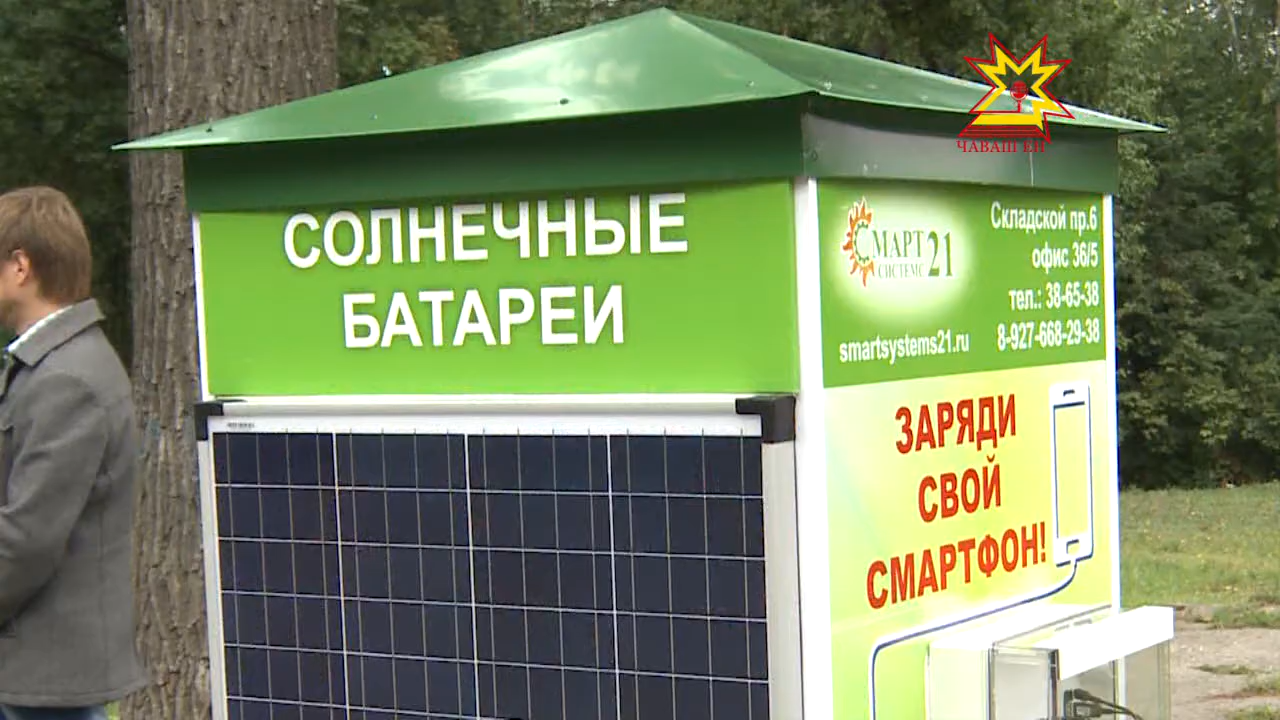 СОЛНЕЧНЫЕ
БАТАРЕИ
СМАРТ
СИСТЕМС 21
Складской пр.6
офис 36/5
тел.: 38-65-38
smartsystems21.ru 8-927-668-29-38
ЗАРЯДИ
СВОЙ
СМАРТФОН!
ЧАВАШ ЕН